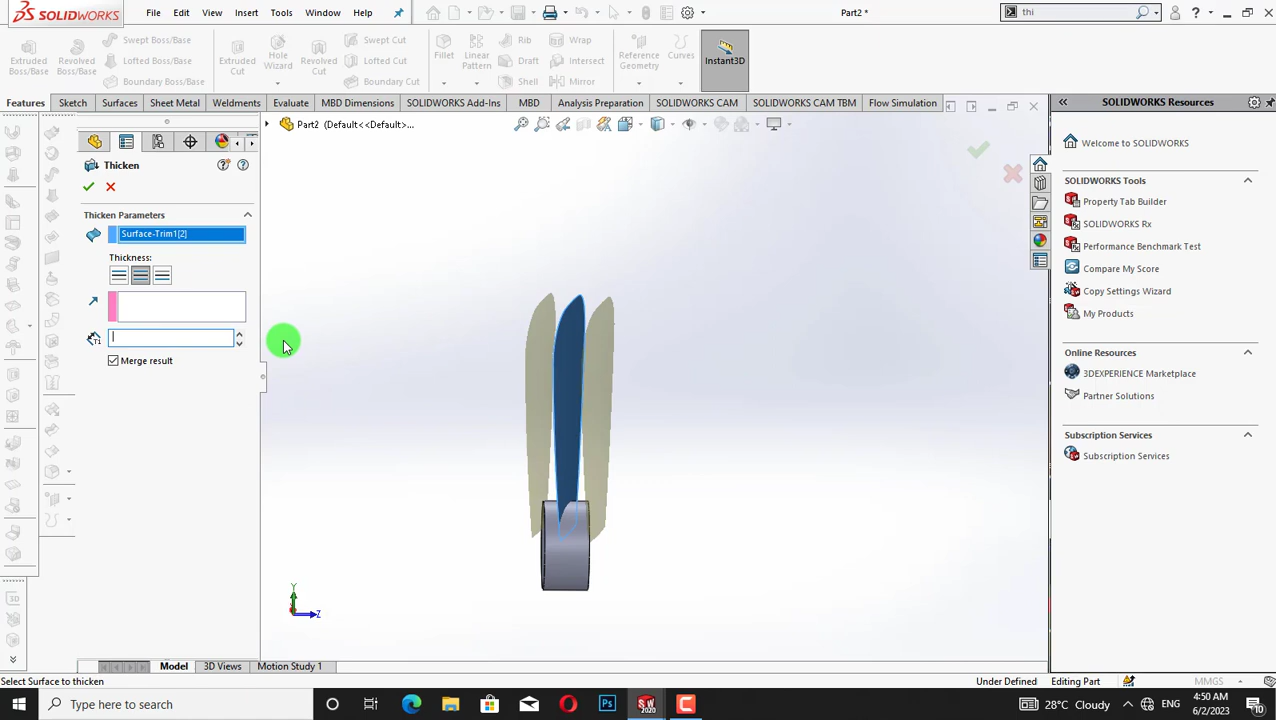 SOLIDWORKS
File
Edit
View
Insert
Tools
Window
Help
Part2 *
thi
Extruded Boss/Base
Revolved Boss/Base
Swept Boss/Base
Lofted Boss/Base
Boundary Boss/Base
Extruded Cut
Hole Wizard
Revolved Cut
Swept Cut
Lofted Cut
Boundary Cut
Fillet
Linear Pattern
Rib
Draft
Shell
Wrap
Intersect
Mirror
Reference Geometry
Curves
Instant3D
Features
Sketch
Surfaces
Sheet Metal
Weldments
Evaluate
MBD Dimensions
SOLIDWORKS Add-Ins
MBD
Analysis Preparation
SOLIDWORKS CAM
SOLIDWORKS CAM TBM
Flow Simulation
Part2 (Default<<Default>...
Thicken
Thicken Parameters
Surface-Trim1[2]
Thickness:
Merge result
Y
Z
SOLIDWORKS Resources
Welcome to SOLIDWORKS
SOLIDWORKS Tools
Property Tab Builder
SOLIDWORKS Rx
Performance Benchmark Test
Compare My Score
Copy Settings Wizard
My Products
Online Resources
3DEXPERIENCE Marketplace
Partner Solutions
Subscription Services
Subscription Services
Model
3D Views
Motion Study 1
Select Surface to thicken
Under Defined
Editing Part
MMGS
Type here to search
28°C Cloudy
ENG
4:50 AM
6/2/2023